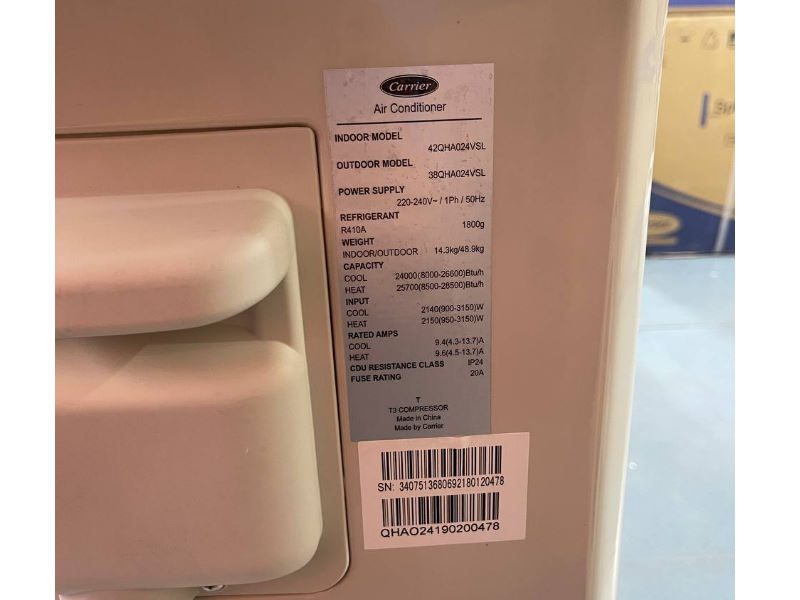 Carrier
Air Conditioner
INDOOR MODEL
42QHA024VSL
OUTDOOR MODEL
38QHA024VSL
POWER SUPPLY
220-240V~ / 1Ph / 50Hz
REFRIGERANT
R410A 1800g
WEIGHT
INDOOR/OUTDOOR 14.3kg/48.9kg
CAPACITY
COOL 24000(8000-26600)Btu/h
HEAT 25700(8500-28500)Btu/h
INPUT
COOL 2140(900-3150)W
HEAT 2150(950-3150)W
RATED AMPS
COOL 9.4(4.3-13.7)A
HEAT 9.6(4.5-13.7)A
CDU RESISTANCE CLASS IP24
FUSE RATING 20A
T
T3 COMPRESSOR
Made in China
Made by Carrier
SN: 3407513680692180120478
QHAO24190200478